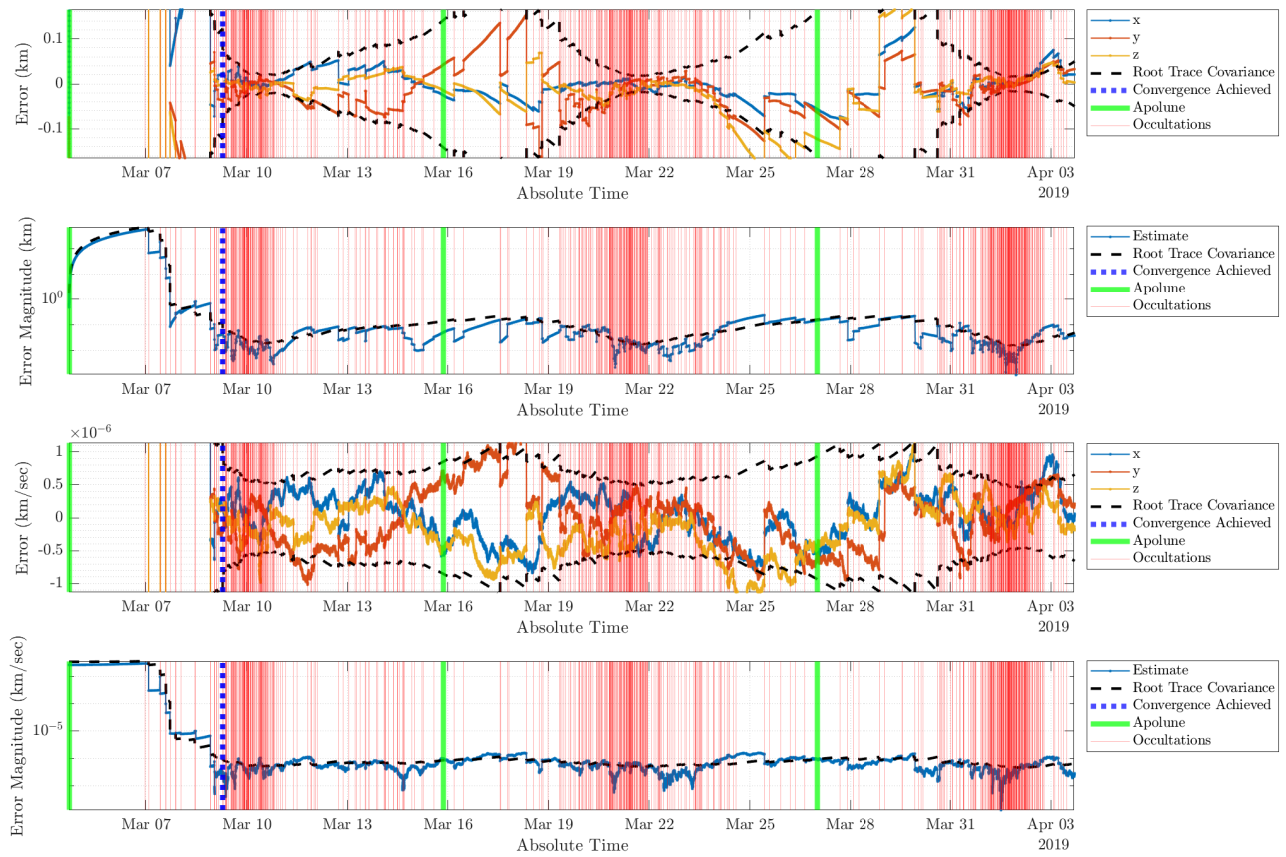 0.1
0
-0.1
Error (km)
Mar 07 Mar 10 Mar 13 Mar 16 Mar 19 Mar 22 Mar 25 Mar 28 Mar 31 Apr 03
Absolute Time
2019
x
y
z
Root Trace Covariance
Convergence Achieved
Apolune
Occultations
10^0
Error Magnitude (km)
Mar 07 Mar 10 Mar 13 Mar 16 Mar 19 Mar 22 Mar 25 Mar 28 Mar 31 Apr 03
Absolute Time
2019
Estimate
Root Trace Covariance
Convergence Achieved
Apolune
Occultations
×10^-6
1
0.5
0
-0.5
-1
Error (km/sec)
Mar 07 Mar 10 Mar 13 Mar 16 Mar 19 Mar 22 Mar 25 Mar 28 Mar 31 Apr 03
Absolute Time
2019
x
y
z
Root Trace Covariance
Convergence Achieved
Apolune
Occultations
10^-5
Error Magnitude (km/sec)
Mar 07 Mar 10 Mar 13 Mar 16 Mar 19 Mar 22 Mar 25 Mar 28 Mar 31 Apr 03
Absolute Time
2019
Estimate
Root Trace Covariance
Convergence Achieved
Apolune
Occultations